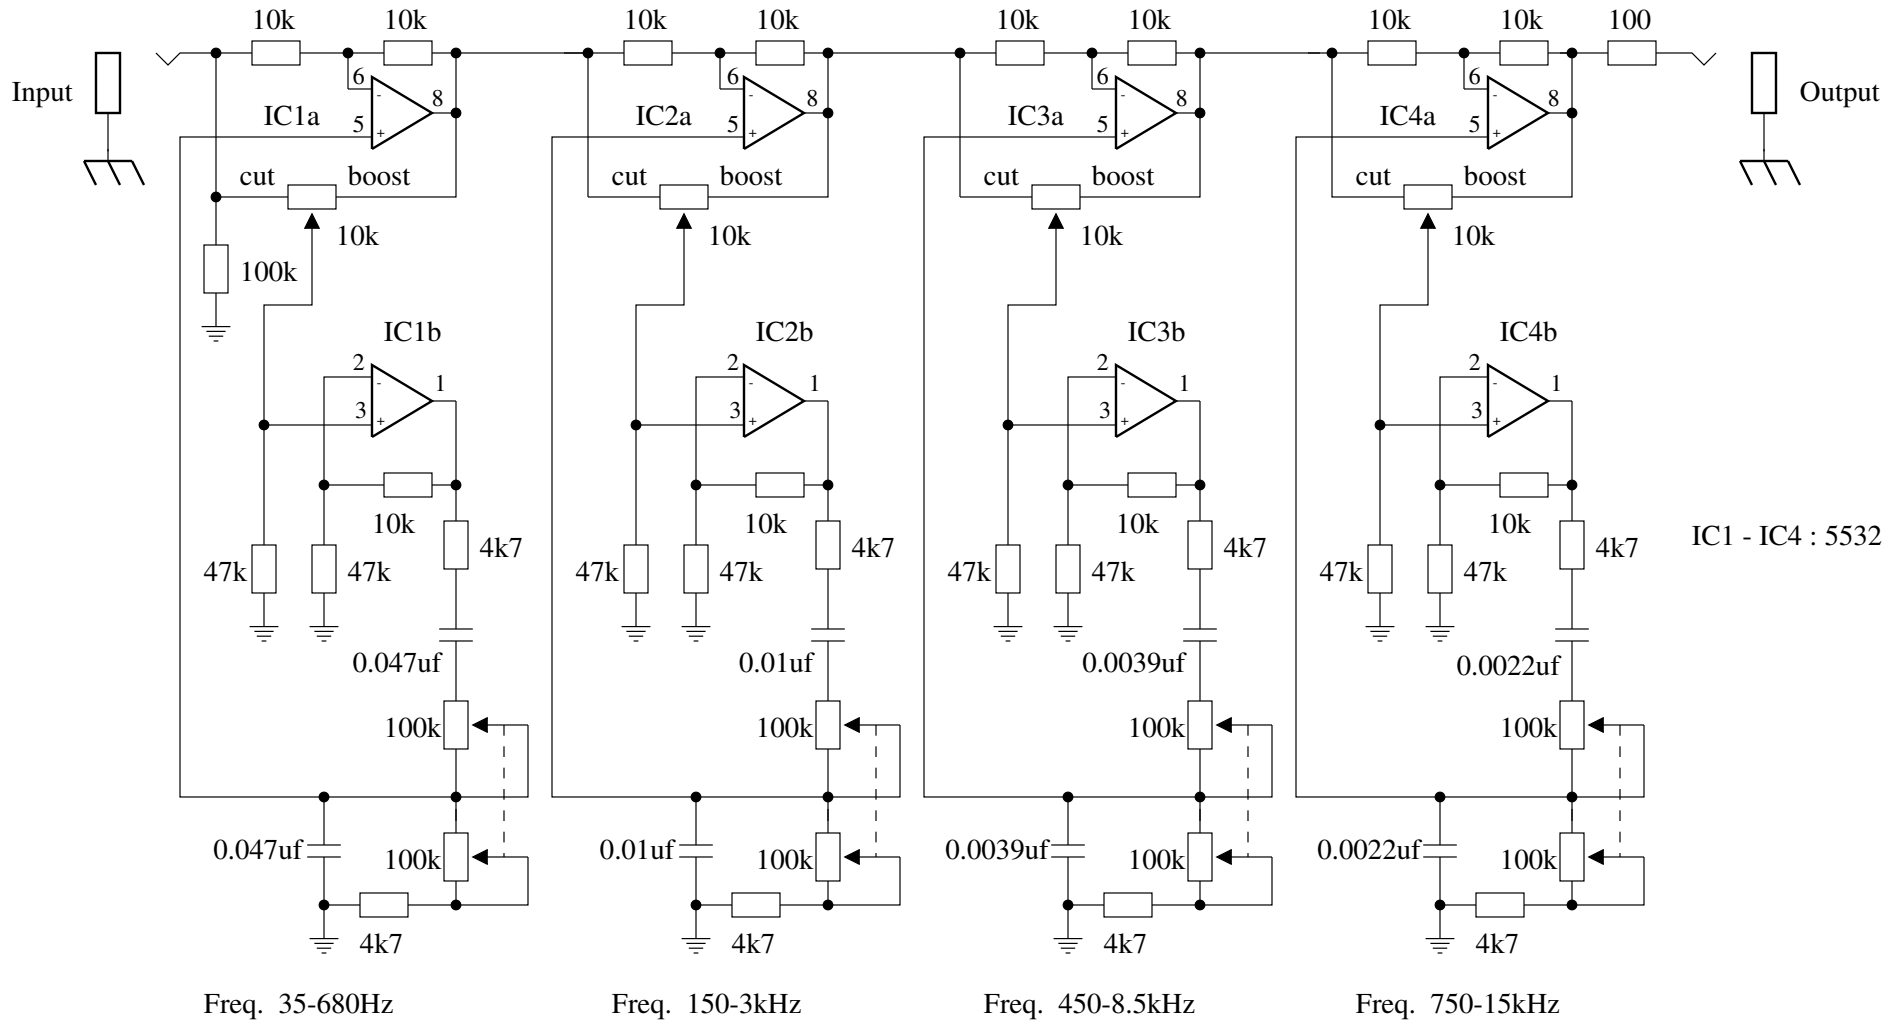 10k 10k 10k 10k 10k 10k 10k 10k 100
6 6 6 6
Input 8 8 8 8 Output
- - - -
IC1a IC2a IC3a IC4a
5 5 5 5
+ + + +
cut boost cut boost cut boost cut boost
10k 10k 10k 10k
100k
IC1b IC2b IC3b IC4b
2 2 2 2
- - - -
1 1 1 1
3 3 3 3
+ + + +
10k 10k 10k 10k
4k7 4k7 4k7 4k7
IC1 - IC4 : 5532
47k 47k 47k 47k 47k 47k 47k 47k
0.047uf 0.01uf 0.0039uf 0.0022uf
100k 100k 100k 100k
0.047uf 100k 0.01uf 100k 0.0039uf 100k 0.0022uf 100k
4k7 4k7 4k7 4k7
Freq. 35-680Hz Freq. 150-3kHz Freq. 450-8.5kHz Freq. 750-15kHz